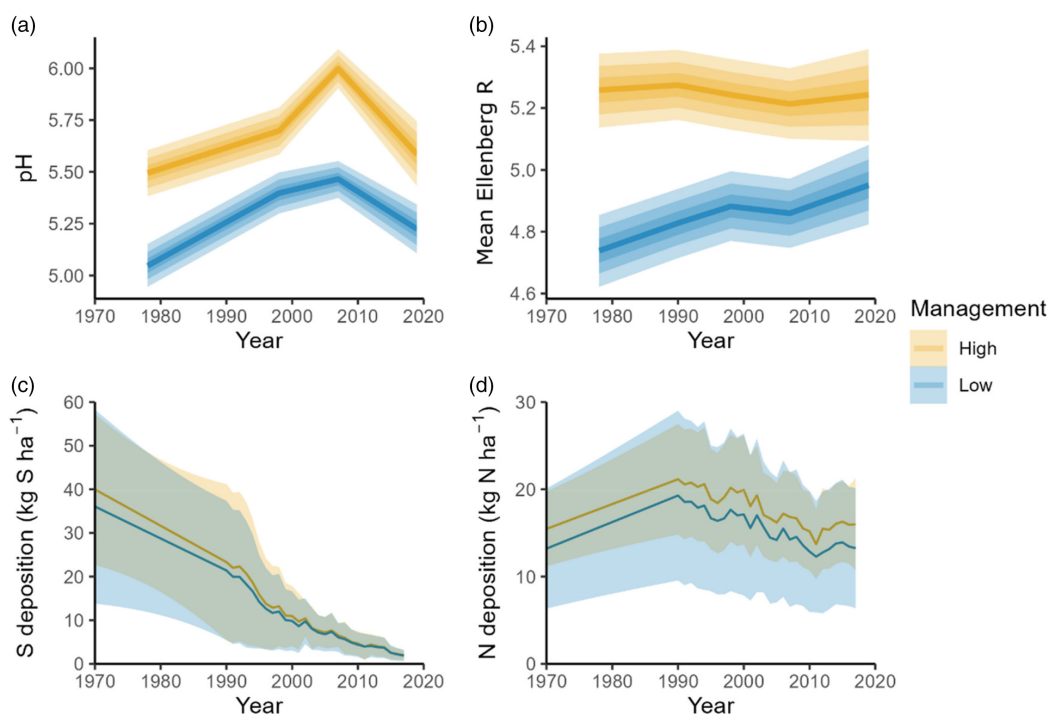 (a)
pH
6.00
5.75
5.50
5.25
5.00
1970 1980 1990 2000 2010 2020
Year
(b)
Mean Ellenberg R
5.4
5.2
5.0
4.8
4.6
1970 1980 1990 2000 2010 2020
Year
Management
High
Low
(c)
S deposition (kg S ha⁻¹)
60
50
40
30
20
10
0
1970 1980 1990 2000 2010 2020
Year
(d)
N deposition (kg N ha⁻¹)
30
20
10
0
1970 1980 1990 2000 2010 2020
Year